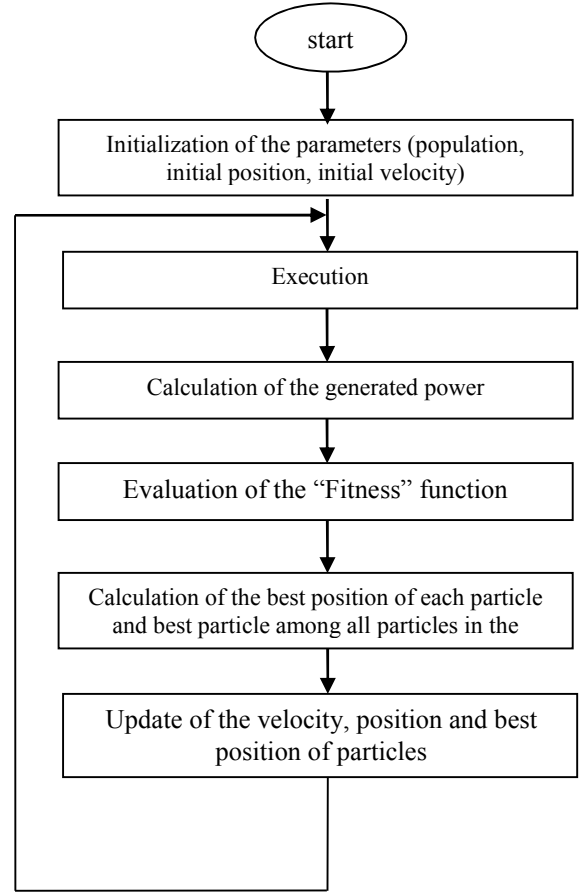 start
Initialization of the parameters (population,
initial position, initial velocity)
Execution
Calculation of the generated power
Evaluation of the “Fitness” function
Calculation of the best position of each particle
and best particle among all particles in the
Update of the velocity, position and best
position of particles